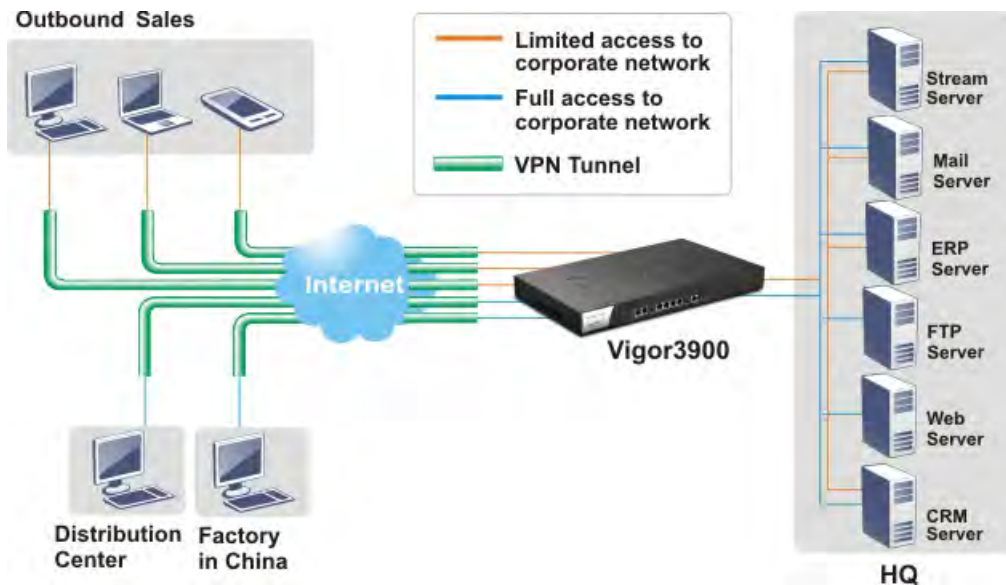 Outbound Sales
Limited access to
corporate network
Full access to
corporate network
VPN Tunnel
Internet
Vigor3900
Distribution
Center
Factory
in China
Stream
Server
Mail
Server
ERP
Server
FTP
Server
Web
Server
CRM
Server
HQ